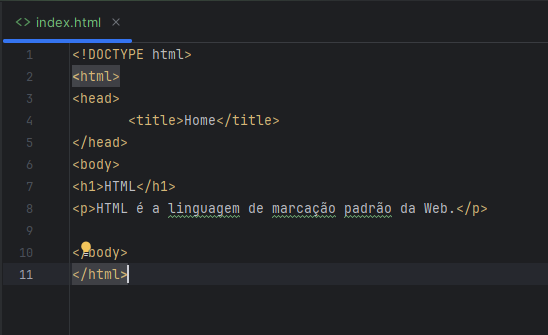 <> index.html ×
1 <!DOCTYPE html>
2 <html>
3 <head>
4 <title>Home</title>
5 </head>
6 <body>
7 <h1>HTML</h1>
8 <p>HTML é a linguagem de marcação padrão da Web.</p>
9
10 </body>
11 </html>